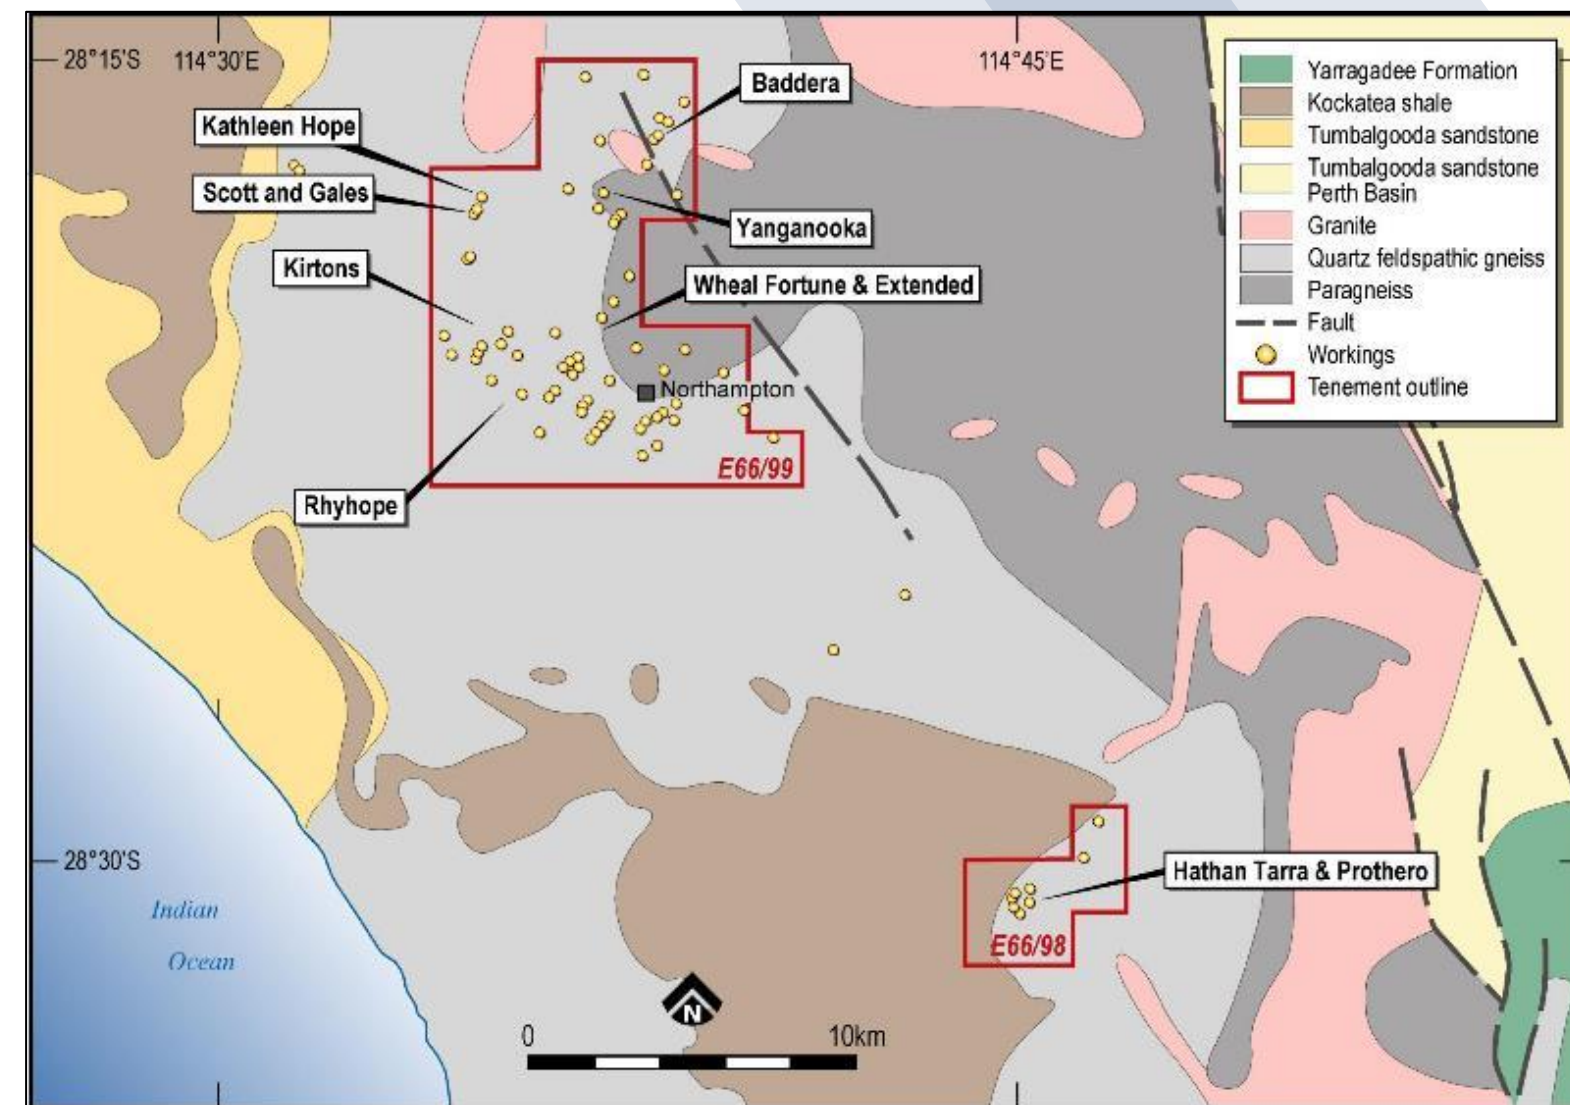 28°15'S
114°30'E
114°45'E
Baddera
Kathleen Hope
Scott and Gales
Yanganooka
Kirtons
Wheal Fortune & Extended
Northampton
E66/99
Rhyhope
28°30'S
Hathan Tarra & Prothero
E66/98
Indian
Ocean
N
0
10km
Yarragadee Formation
Kockatea shale
Tumbalgooda sandstone
Tumbalgooda sandstone
Perth Basin
Granite
Quartz feldspathic gneiss
Paragneiss
Fault
Workings
Tenement outline